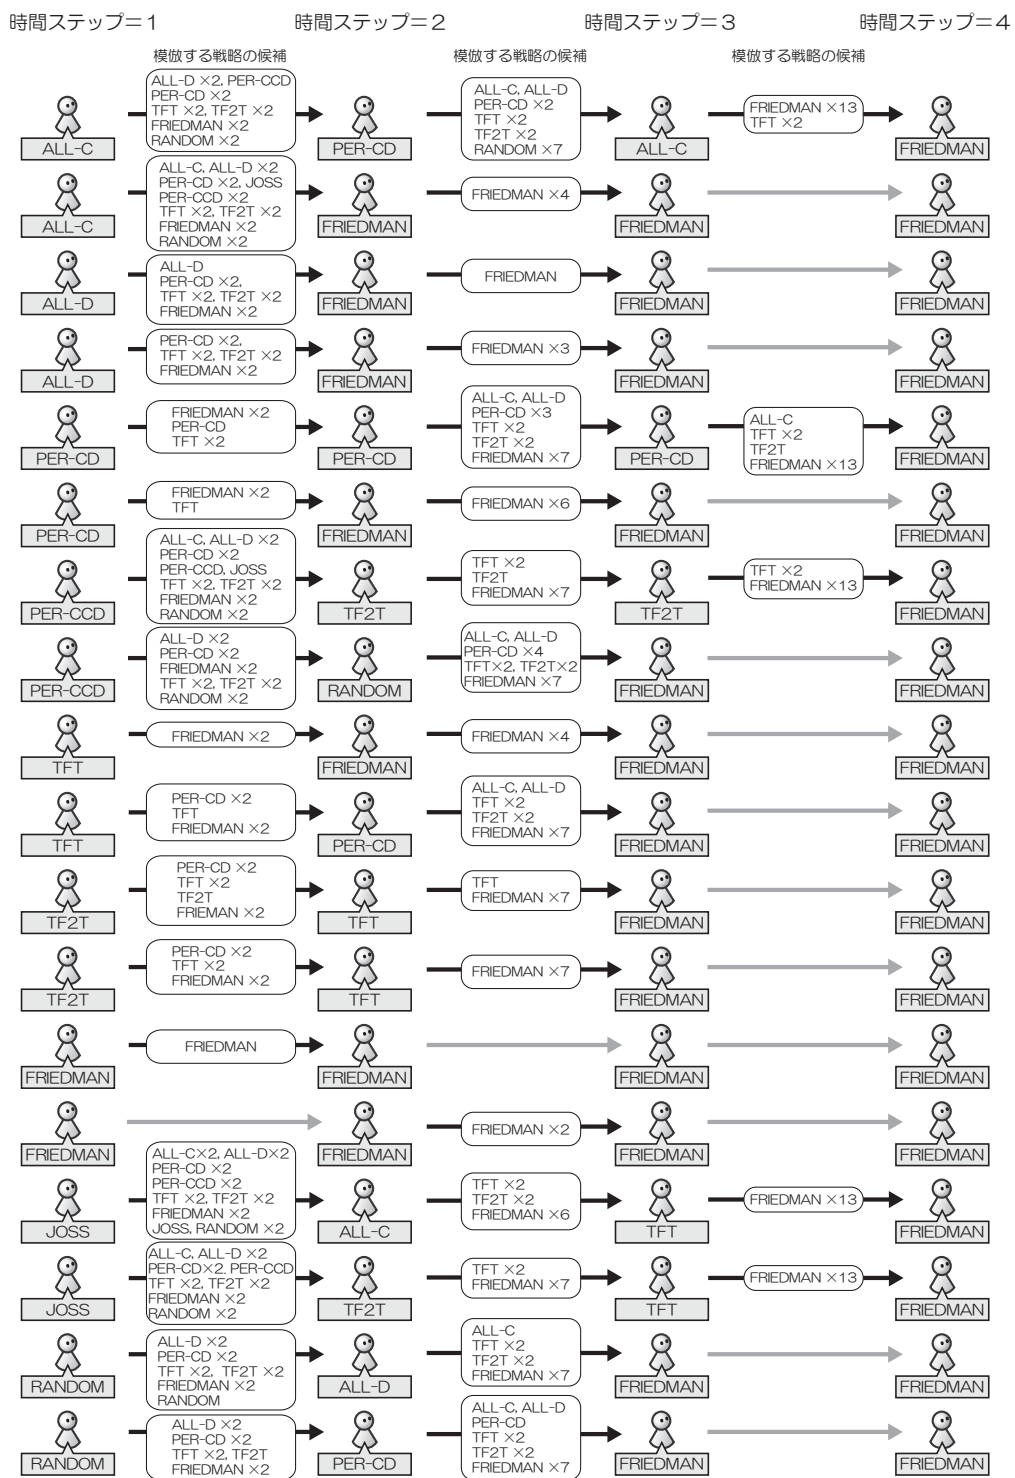 時間ステップ＝1
時間ステップ＝2
時間ステップ＝3
時間ステップ＝4
模倣する戦略の候補
模倣する戦略の候補
模倣する戦略の候補
ALL-C
ALL-D ×2, PER-CCD
PER-CD ×2
TFT ×2, TF2T ×2
FRIEDMAN ×2
RANDOM ×2
PER-CD
ALL-C, ALL-D
PER-CD ×2
TFT ×2
TF2T ×2
RANDOM ×7
ALL-C
FRIEDMAN ×13
TFT ×2
FRIEDMAN
ALL-C
ALL-C, ALL-D ×2
PER-CD ×2, JOSS
PER-CCD ×2
TFT ×2, TF2T ×2
FRIEDMAN ×2
RANDOM ×2
FRIEDMAN
FRIEDMAN ×4
FRIEDMAN
FRIEDMAN
ALL-D
ALL-D
PER-CD ×2,
TFT ×2, TF2T ×2
FRIEDMAN ×2
FRIEDMAN
FRIEDMAN
FRIEDMAN
FRIEDMAN
ALL-D
PER-CD ×2,
TFT ×2, TF2T ×2
FRIEDMAN ×2
FRIEDMAN
FRIEDMAN ×3
FRIEDMAN
FRIEDMAN
PER-CD
FRIEDMAN ×2
PER-CD
TFT ×2
PER-CD
ALL-C, ALL-D
PER-CD ×3
TFT ×2
TF2T ×2
FRIEDMAN ×7
PER-CD
ALL-C
TFT ×2
TF2T
FRIEDMAN ×13
FRIEDMAN
PER-CD
FRIEDMAN ×2
TFT
FRIEDMAN
FRIEDMAN ×6
FRIEDMAN
FRIEDMAN
PER-CCD
ALL-C, ALL-D ×2
PER-CD ×2
PER-CCD, JOSS
TFT ×2, TF2T ×2
FRIEDMAN ×2
RANDOM ×2
TF2T
TFT ×2
TF2T
FRIEDMAN ×7
TF2T
TFT ×2
FRIEDMAN ×13
FRIEDMAN
PER-CCD
ALL-D ×2
PER-CD ×2
FRIEDMAN ×2
TFT ×2, TF2T ×2
RANDOM ×2
RANDOM
ALL-C, ALL-D
PER-CD ×4
TFT×2, TF2T×2
FRIEDMAN ×7
FRIEDMAN
FRIEDMAN
TFT
FRIEDMAN ×2
FRIEDMAN
FRIEDMAN ×4
FRIEDMAN
FRIEDMAN
TFT
PER-CD ×2
TFT
FRIEDMAN ×2
PER-CD
ALL-C, ALL-D
TFT ×2
TF2T ×2
FRIEDMAN ×7
FRIEDMAN
FRIEDMAN
TF2T
PER-CD ×2
TFT ×2
TF2T
FRIEMAN ×2
TFT
TFT
FRIEDMAN ×7
FRIEDMAN
FRIEDMAN
TF2T
PER-CD ×2
TFT ×2
FRIEDMAN ×2
TFT
FRIEDMAN ×7
FRIEDMAN
FRIEDMAN
FRIEDMAN
FRIEDMAN
FRIEDMAN
FRIEDMAN
FRIEDMAN
FRIEDMAN
FRIEDMAN
FRIEDMAN ×2
FRIEDMAN
FRIEDMAN
JOSS
ALL-C×2, ALL-D×2
PER-CD ×2
PER-CCD ×2
TFT ×2, TF2T ×2
FRIEDMAN ×2
JOSS, RANDOM ×2
ALL-C
TFT ×2
TF2T ×2
FRIEDMAN ×6
TFT
FRIEDMAN ×13
FRIEDMAN
JOSS
ALL-C, ALL-D ×2
PER-CD×2, PER-CCD
TFT ×2, TF2T ×2
FRIEDMAN ×2
RANDOM ×2
TF2T
TFT ×2
FRIEDMAN ×7
TFT
FRIEDMAN ×13
FRIEDMAN
RANDOM
ALL-D ×2
PER-CD ×2
TFT ×2, TF2T ×2
FRIEDMAN ×2
RANDOM
ALL-D
ALL-C
TFT ×2
TF2T ×2
FRIEDMAN ×7
FRIEDMAN
FRIEDMAN
RANDOM
ALL-D ×2
PER-CD ×2
TFT ×2, TF2T
FRIEDMAN ×2
PER-CD
ALL-C, ALL-D
PER-CD
TFT ×2
TF2T ×2
FRIEDMAN ×7
FRIEDMAN
FRIEDMAN